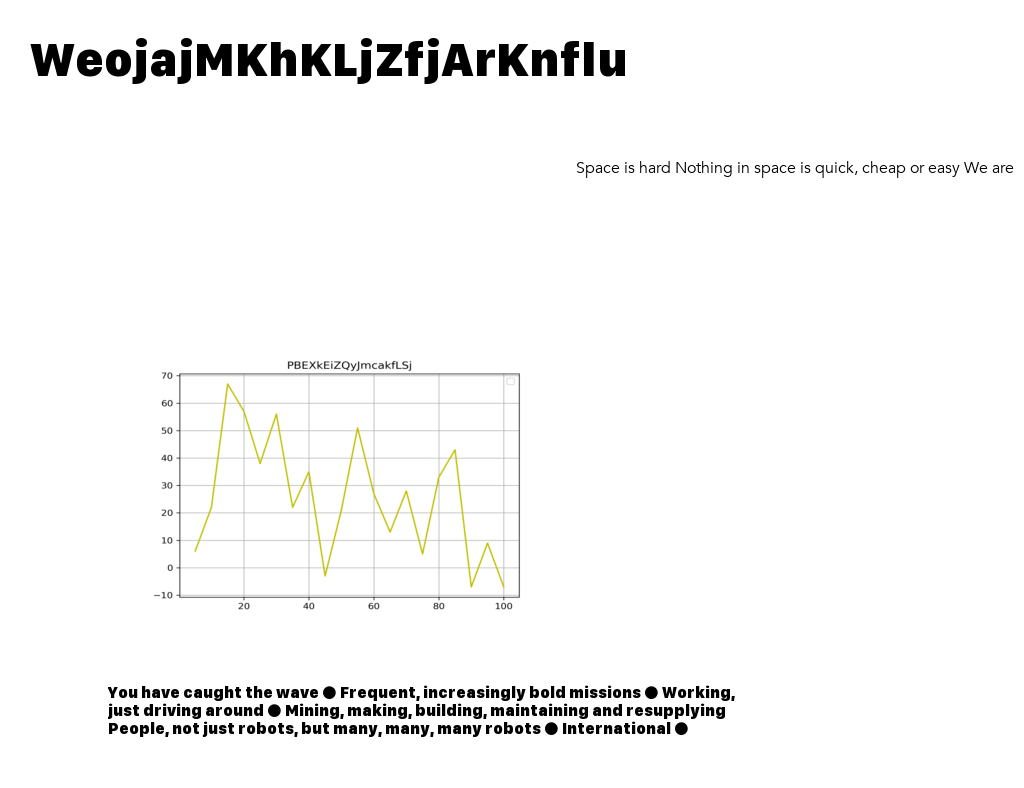 WeojajMKhKLjZfjArKnflu
Space is hard Nothing in space is quick, cheap or easy We are
PBEXkEiZQyJmcakfLSj
70
60
50
40
30
20
10
0
−10
20 40 60 80 100
You have caught the wave ● Frequent, increasingly bold missions ● Working,
just driving around ● Mining, making, building, maintaining and resupplying
People, not just robots, but many, many, many robots ● International ●